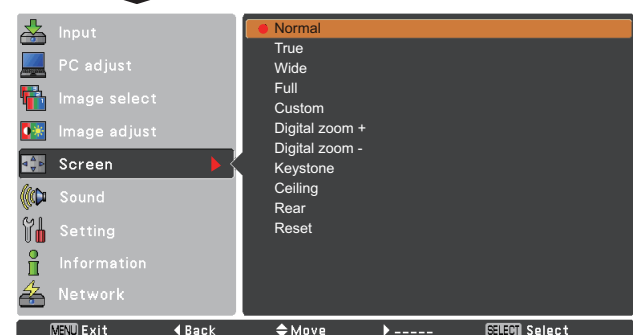 Input
PC adjust
Image select
Image adjust
Screen
Sound
Setting
Information
Network
Normal
True
Wide
Full
Custom
Digital zoom +
Digital zoom -
Keystone
Ceiling
Rear
Reset
MENU Exit ◀Back Move ▶----- SELECT Select